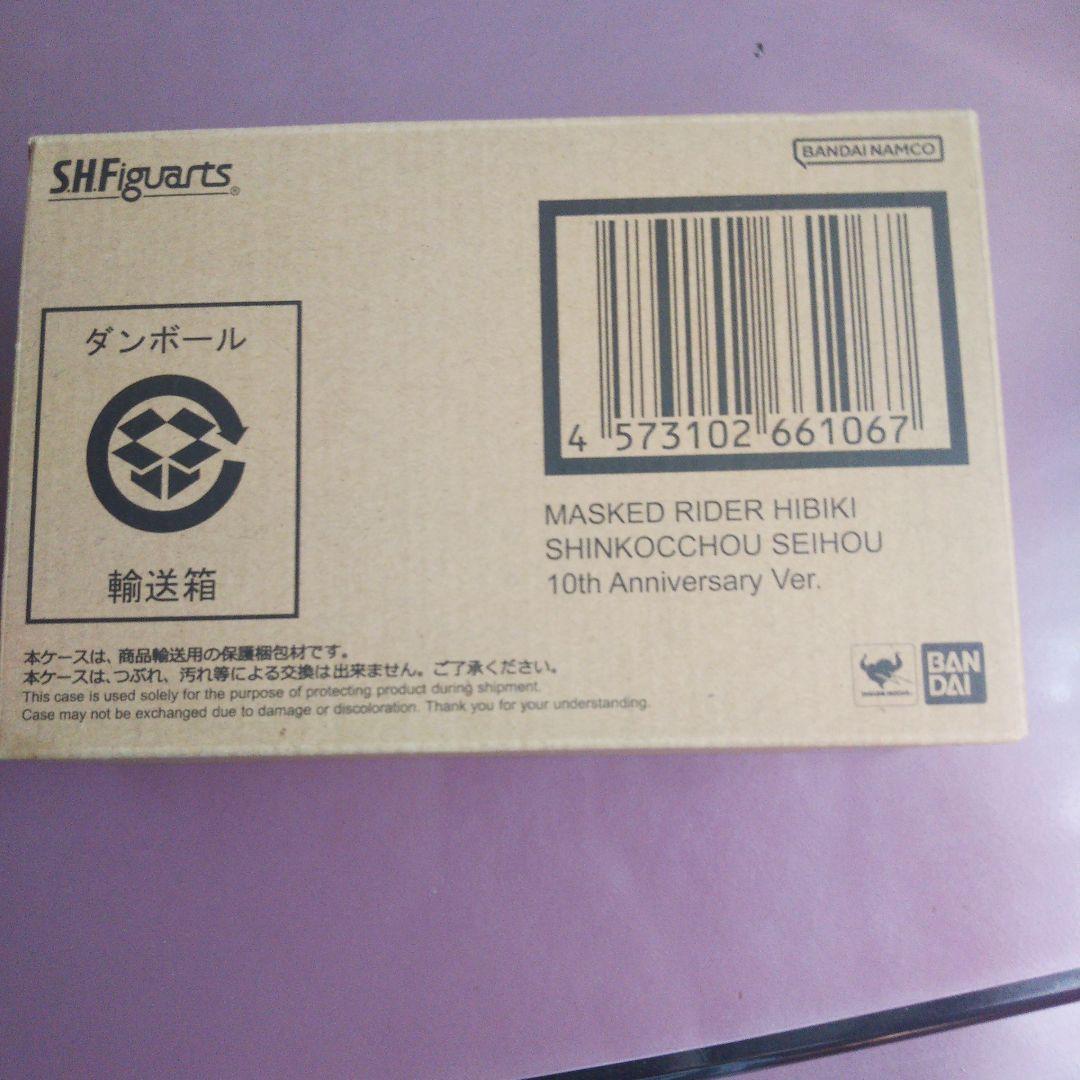 S.H.Figuarts®
BANDAI NAMCO
ダンボール
輸送箱
4 573102 661067
MASKED RIDER HIBIKI
SHINKOCCHOU SEIHOU
10th Anniversary Ver.
本ケースは、商品輸送用の保護梱包材です。
本ケースは、つぶれ、汚れ等による交換は出来ません。ご了承ください。
This case is used solely for the purpose of protecting product during shipment.
Case may not be exchanged due to damage or discoloration. Thank you for your understanding.
BAN
DAI